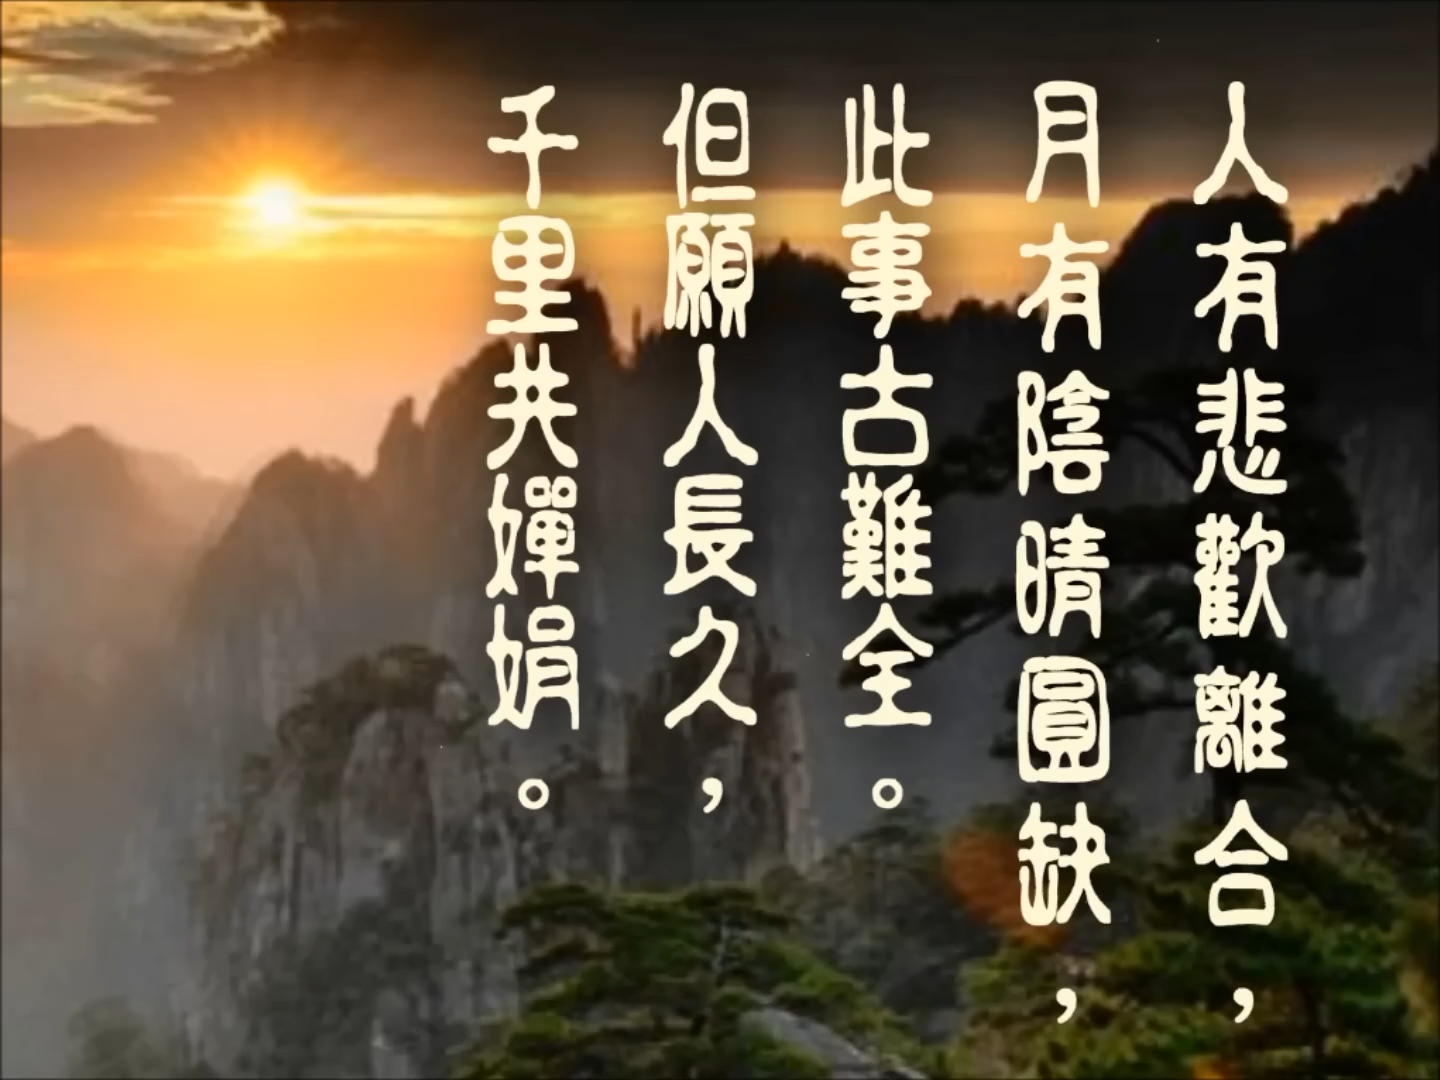 人有悲歡離合，
月有陰晴圓缺，
此事古難全。
但願人長久，
千里共嬋娟。